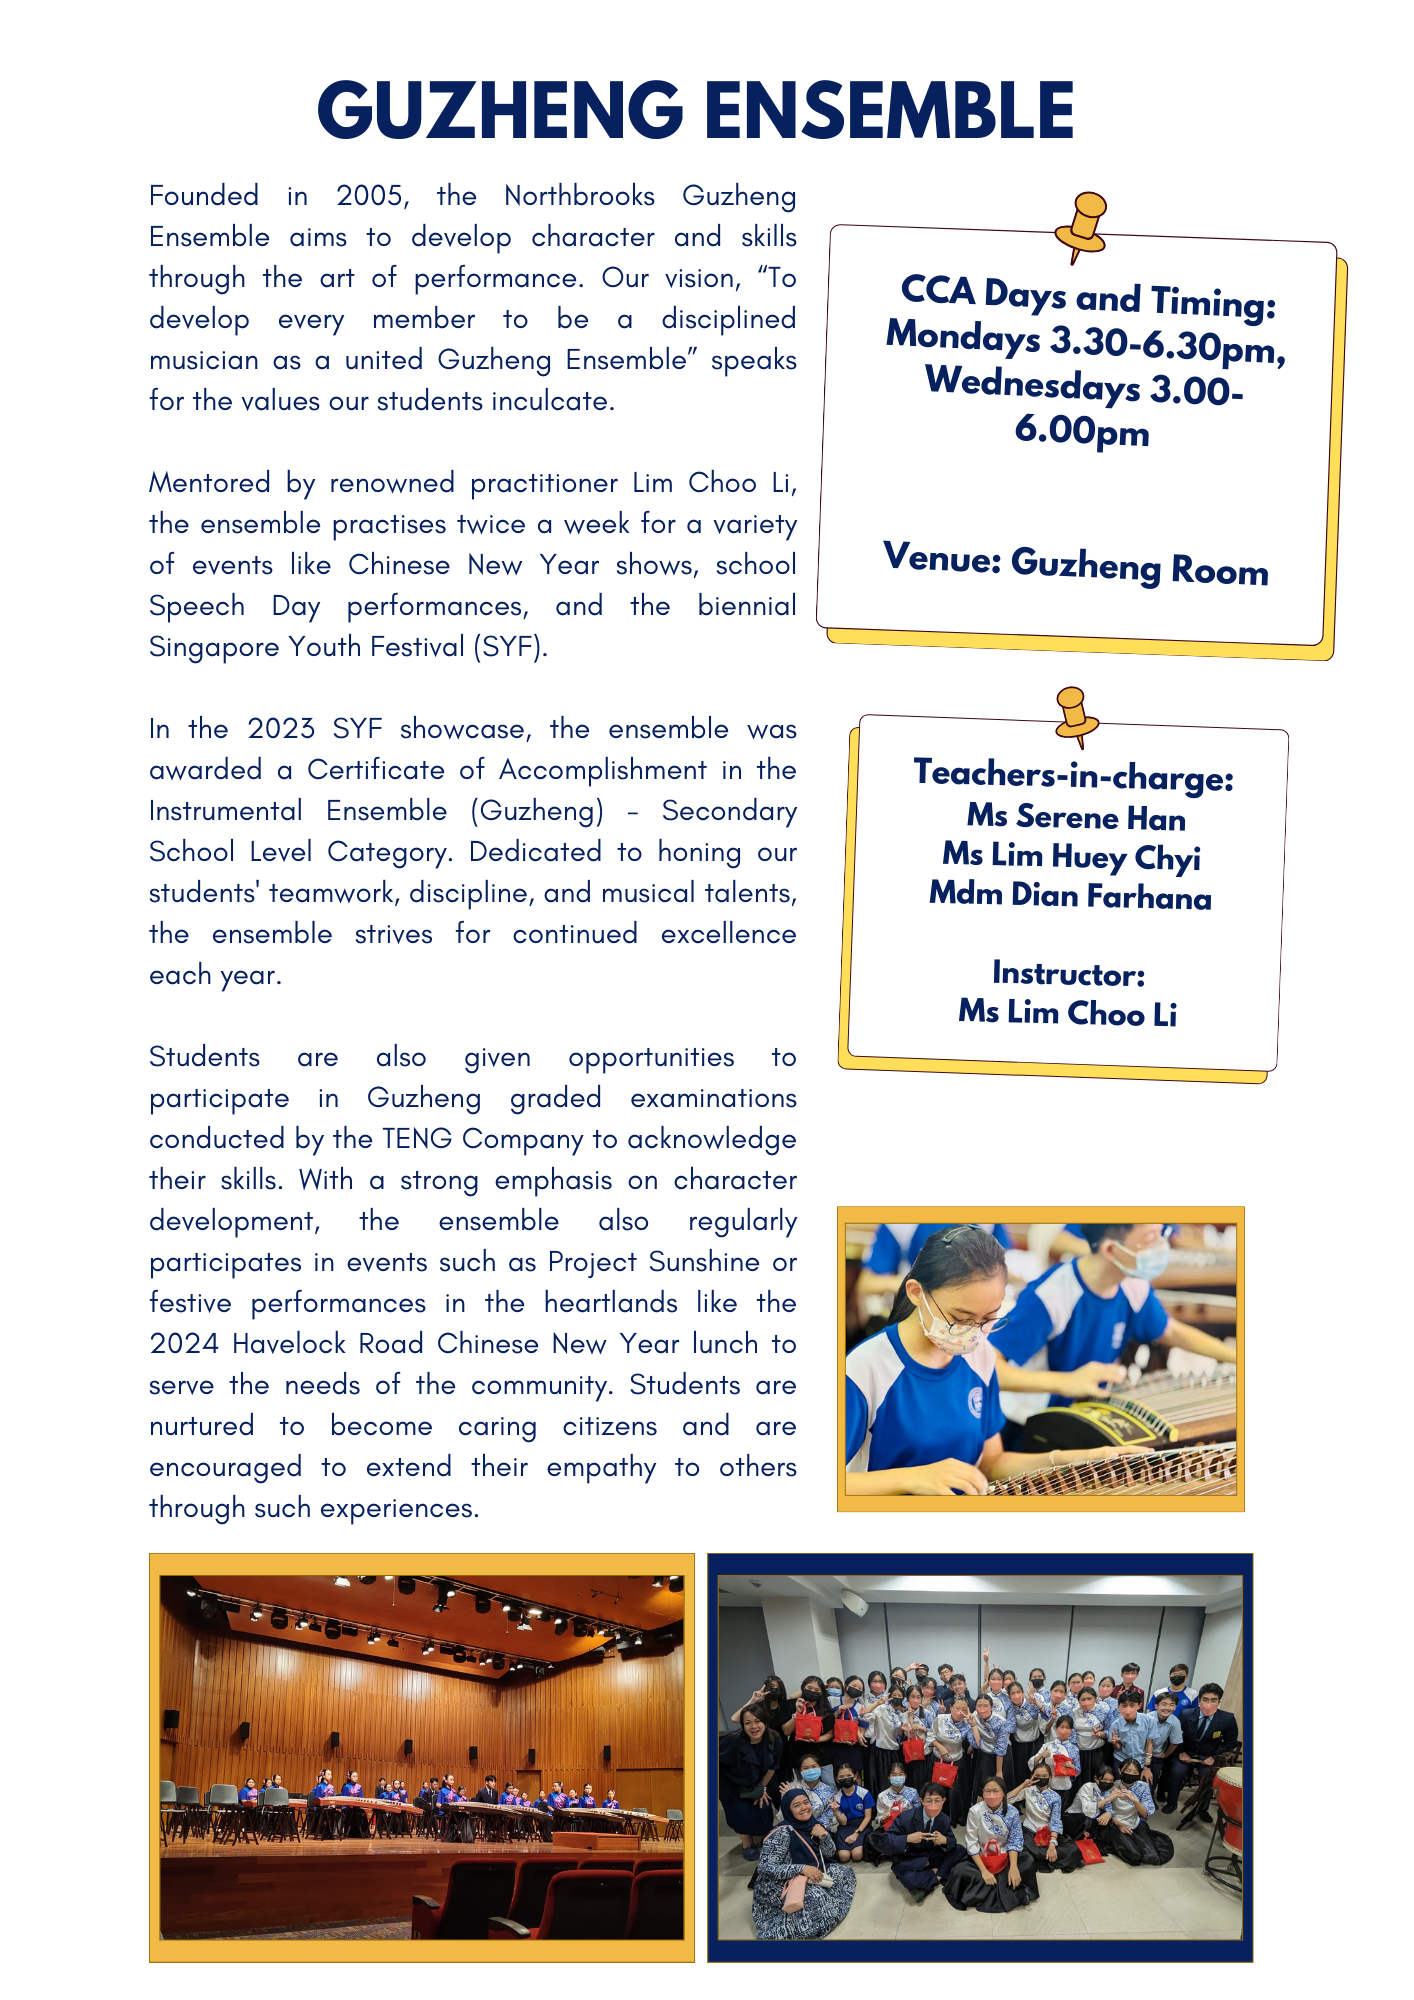 GUZHENG ENSEMBLE
Founded in 2005, the Northbrooks Guzheng
Ensemble aims to develop character and skills
through the art of performance. Our vision, “To
develop every member to be a disciplined
musician as a united Guzheng Ensemble” speaks
for the values our students inculcate.
Mentored by renowned practitioner Lim Choo Li,
the ensemble practises twice a week for a variety
of events like Chinese New Year shows, school
Speech Day performances, and the biennial
Singapore Youth Festival (SYF).
In the 2023 SYF showcase, the ensemble was
awarded a Certificate of Accomplishment in the
Instrumental Ensemble (Guzheng) – Secondary
School Level Category. Dedicated to honing our
students' teamwork, discipline, and musical talents,
the ensemble strives for continued excellence
each year.
Students are also given opportunities to
participate in Guzheng graded examinations
conducted by the TENG Company to acknowledge
their skills. With a strong emphasis on character
development, the ensemble also regularly
participates in events such as Project Sunshine or
festive performances in the heartlands like the
2024 Havelock Road Chinese New Year lunch to
serve the needs of the community. Students are
nurtured to become caring citizens and are
encouraged to extend their empathy to others
through such experiences.
CCA Days and Timing:
Mondays 3.30-6.30pm,
Wednesdays 3.00-
6.00pm
Venue: Guzheng Room
Teachers-in-charge:
Ms Serene Han
Ms Lim Huey Chyi
Mdm Dian Farhana
Instructor:
Ms Lim Choo Li